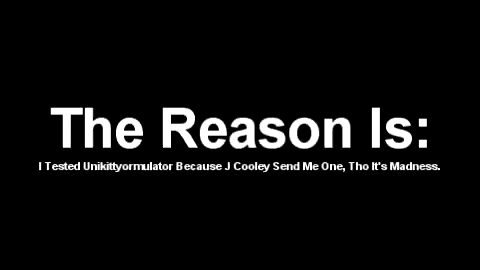 The Reason Is:
I Tested Unikittyormulator Because J Cooley Send Me One, Tho It's Madness.